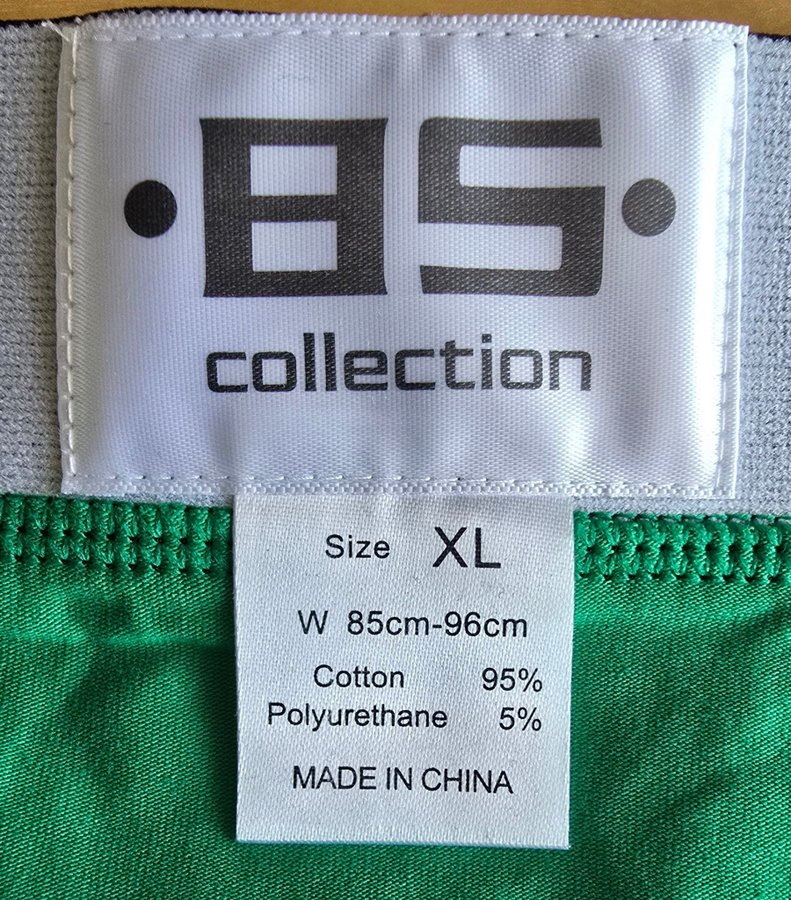 ·BS·
collection
Size XL
W 85cm-96cm
Cotton 95%
Polyurethane 5%
MADE IN CHINA